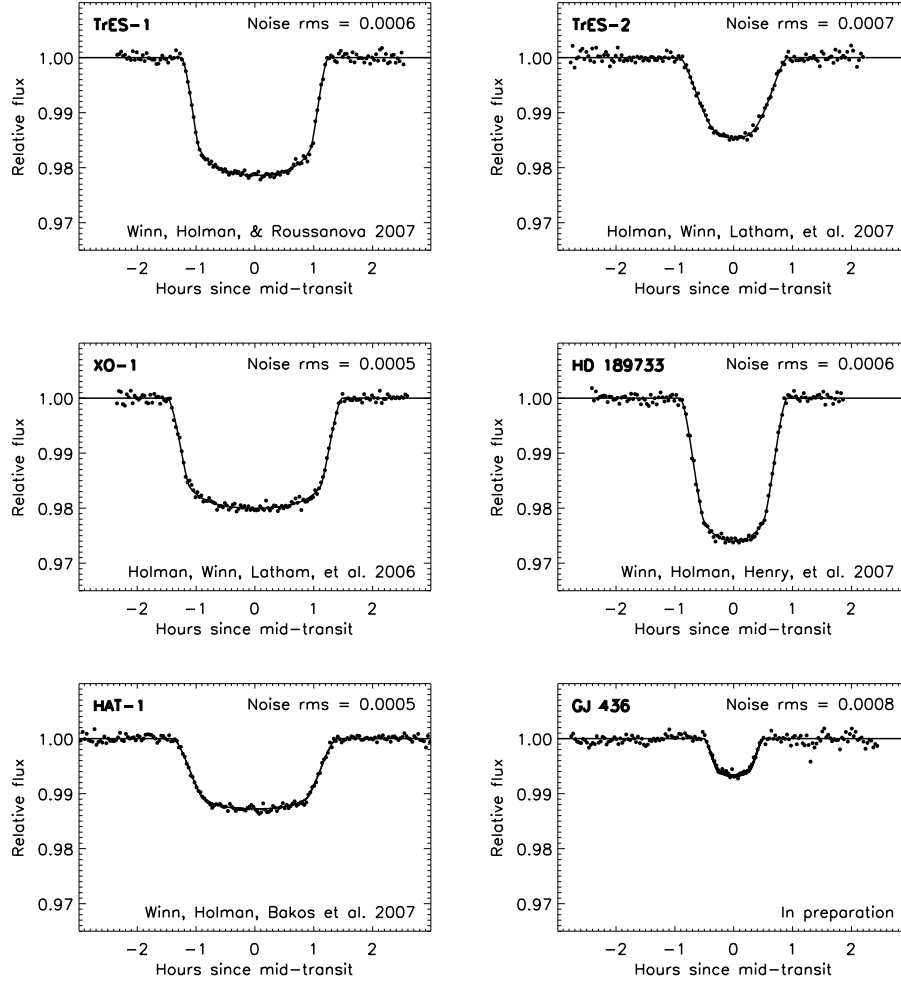 TrES-1 Noise rms = 0.0006
1.00
0.99
0.98
0.97
Relative flux
Winn, Holman, & Roussanova 2007
-2 -1 0 1 2
Hours since mid-transit
TrES-2 Noise rms = 0.0007
1.00
0.99
0.98
0.97
Relative flux
Holman, Winn, Latham, et al. 2007
-2 -1 0 1 2
Hours since mid-transit
XO-1 Noise rms = 0.0005
1.00
0.99
0.98
0.97
Relative flux
Holman, Winn, Latham, et al. 2006
-2 -1 0 1 2
Hours since mid-transit
HD 189733 Noise rms = 0.0006
1.00
0.99
0.98
0.97
Relative flux
Winn, Holman, Henry, et al. 2007
-2 -1 0 1 2
Hours since mid-transit
HAT-1 Noise rms = 0.0005
1.00
0.99
0.98
0.97
Relative flux
Winn, Holman, Bakos et al. 2007
-2 -1 0 1 2
Hours since mid-transit
GJ 436 Noise rms = 0.0008
1.00
0.99
0.98
0.97
Relative flux
In preparation
-2 -1 0 1 2
Hours since mid-transit